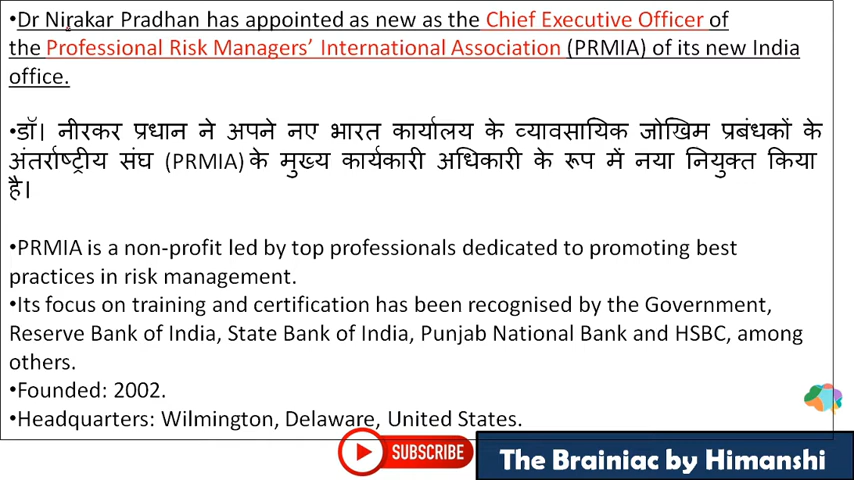 •Dr Nirakar Pradhan has appointed as new as the Chief Executive Officer of
the Professional Risk Managers’ International Association (PRMIA) of its new India
office.
•डॉ। नीरकर प्रधान ने अपने नए भारत कार्यालय के व्यावसायिक जोखिम प्रबंधकों के
अंतर्राष्ट्रीय संघ (PRMIA) के मुख्य कार्यकारी अधिकारी के रूप में नया नियुक्त किया
है।
•PRMIA is a non-profit led by top professionals dedicated to promoting best
practices in risk management.
•Its focus on training and certification has been recognised by the Government,
Reserve Bank of India, State Bank of India, Punjab National Bank and HSBC, among
others.
•Founded: 2002.
•Headquarters: Wilmington, Delaware, United States.
SUBSCRIBE
The Brainiac by Himanshi